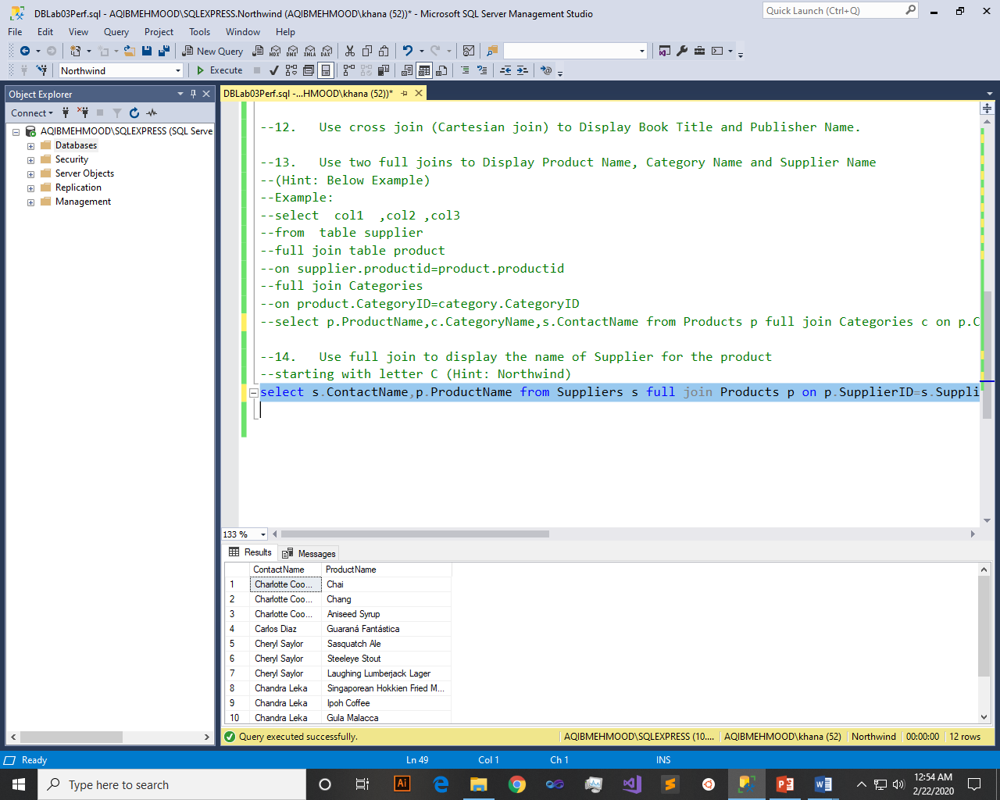 DBLab03Perf.sql - AQIBMEHMOOD\SQLEXPRESS.Northwind (AQIBMEHMOOD\khana (52))* - Microsoft SQL Server Management Studio
Quick Launch (Ctrl+Q)
File Edit View Query Project Tools Window Help
New Query
MDX DMX XMLA DAX
Northwind
Execute
Object Explorer
DBLab03Perf.sql -...HMOOD\khana (52))*
Connect
AQIBMEHMOOD\SQLEXPRESS (SQL Serve
Databases
Security
Server Objects
Replication
Management
--12. Use cross join (Cartesian join) to Display Book Title and Publisher Name.
--13. Use two full joins to Display Product Name, Category Name and Supplier Name
--(Hint: Below Example)
--Example:
--select col1 ,col2 ,col3
--from table supplier
--full join table product
--on supplier.productid=product.productid
--full join Categories
--on product.CategoryID=category.CategoryID
--select p.ProductName,c.CategoryName,s.ContactName from Products p full join Categories c on p.C
--14. Use full join to display the name of Supplier for the product
--starting with letter C (Hint: Northwind)
select s.ContactName,p.ProductName from Suppliers s full join Products p on p.SupplierID=s.Suppli
133 %
Results Messages
ContactName ProductName
1 Charlotte Coo... Chai
2 Charlotte Coo... Chang
3 Charlotte Coo... Aniseed Syrup
4 Carlos Diaz Guaraná Fantástica
5 Cheryl Saylor Sasquatch Ale
6 Cheryl Saylor Steeleye Stout
7 Cheryl Saylor Laughing Lumberjack Lager
8 Chandra Leka Singaporean Hokkien Fried M...
9 Chandra Leka Ipoh Coffee
10 Chandra Leka Gula Malacca
Query executed successfully.
AQIBMEHMOOD\SQLEXPRESS (10.... AQIBMEHMOOD\khana (52) Northwind 00:00:00 12 rows
Ready Ln 49 Col 1 Ch 1 INS
Type here to search
Ai
12:54 AM
2/22/2020